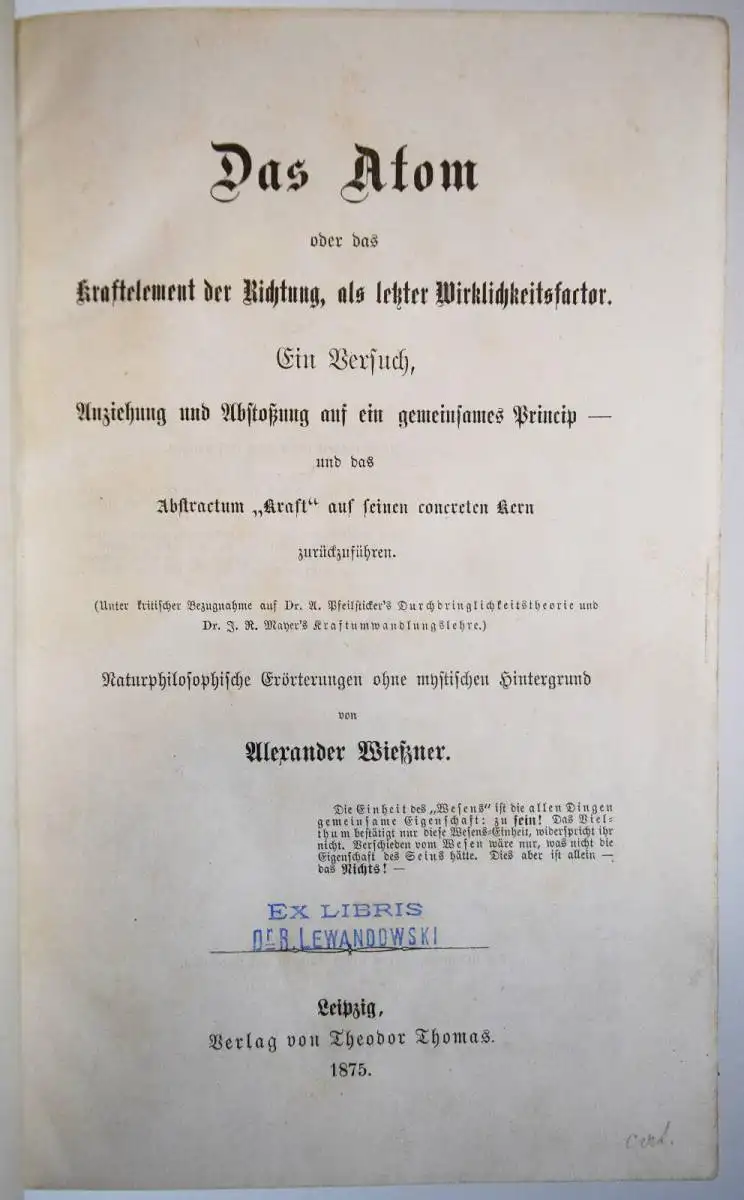 Das Atom
oder das
Kraftelement der Richtung, als letzter Wirklichkeitsfactor.
Ein Versuch,
Anziehung und Abstoßung auf ein gemeinsames Princip —
und das
Abstractum „Kraft“ auf seinen concreten Kern
zurückzuführen.
(Unter kritischer Bezugnahme auf Dr. A. Pfeilsticker's Durchdringlichkeitstheorie und
Dr. J. R. Mayer's Kraftumwandlungslehre.)
Naturphilosophische Erörterungen ohne mystischen Hintergrund
von
Alexander Wießner.
Die Einheit des „Wesens“ ist die allen Dingen
gemeinsame Eigenschaft: zu sein! Das Viel-
thum bestätigt nur diese Wesens-Einheit, widerspricht ihr
nicht. Verschieden vom Wesen wäre nur, was nicht die
Eigenschaft des Seins hätte. Dies aber ist allein —
das Nichts! —
EX LIBRIS
Dr R. LEWANDOWSKI
Leipzig,
Verlag von Theodor Thomas.
1875.